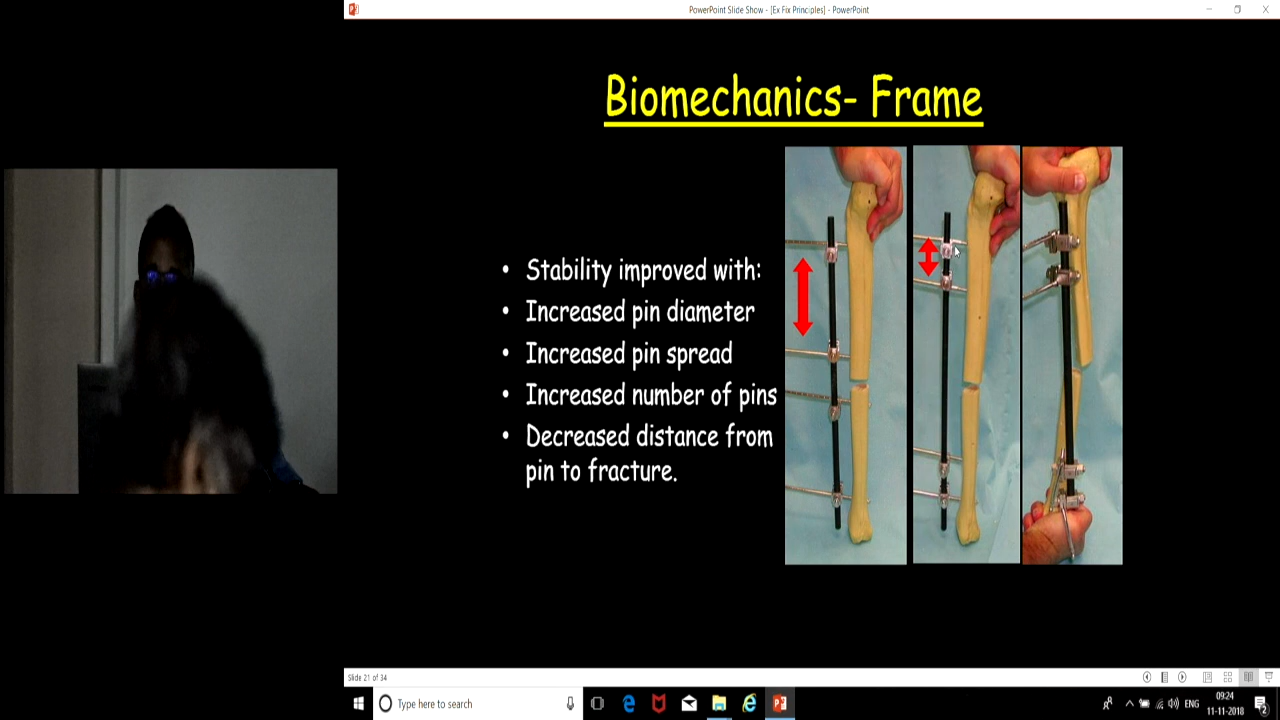 PowerPoint Slide Show - [Ex Fix Principles] - PowerPoint
Biomechanics- Frame
• Stability improved with:
• Increased pin diameter
• Increased pin spread
• Increased number of pins
• Decreased distance from
pin to fracture.
Slide 21 of 34
Type here to search
ENG
09:24
11-11-2018
2